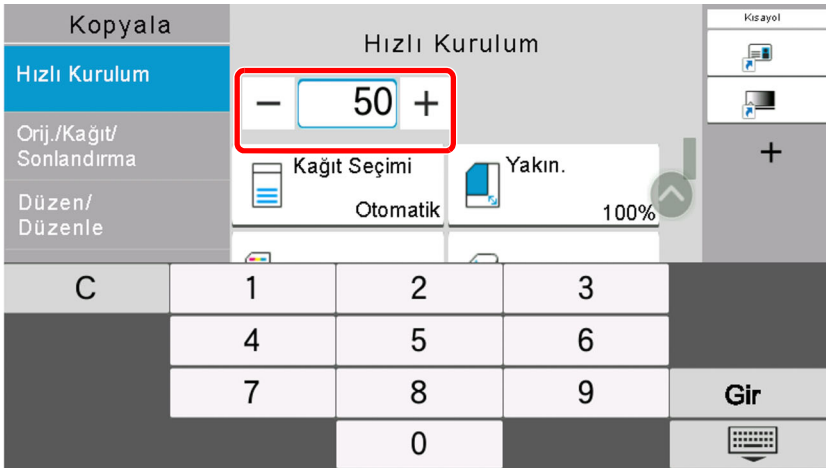 Kopyala
Hızlı Kurulum
Orij./Kağıt/
Sonlandırma
Düzen/
Düzenle
Hızlı Kurulum
− 50 +
Kağıt Seçimi
Otomatik
Yakın.
100%
Kısayol
+
C 1 2 3
4 5 6
7 8 9 Gir
0